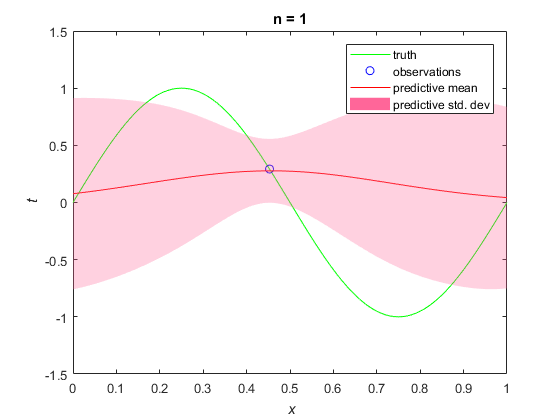 n = 1
1.5
1
0.5
0
-0.5
-1
-1.5
t
truth
observations
predictive mean
predictive std. dev
0 0.1 0.2 0.3 0.4 0.5 0.6 0.7 0.8 0.9 1
x